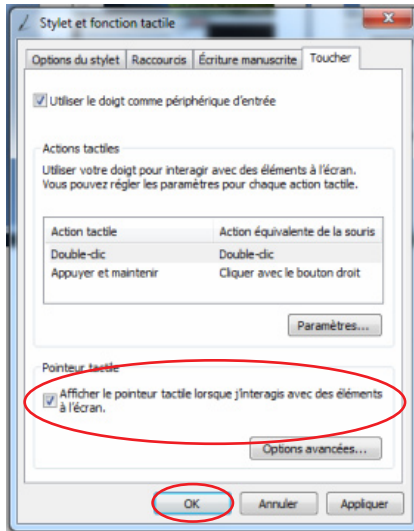 Stylet et fonction tactile
Options du stylet Raccourcis Écriture manuscrite Toucher
Utiliser le doigt comme périphérique d'entrée
Actions tactiles
Utiliser votre doigt pour interagir avec des éléments à l'écran.
Vous pouvez régler les paramètres pour chaque action tactile.
Action tactile Action équivalente de la souris
Double-clic Double-clic
Appuyer et maintenir Cliquer avec le bouton droit
Paramètres...
Pointeur tactile
Afficher le pointeur tactile lorsque j'interagis avec des éléments
à l'écran.
Options avancées...
OK Annuler Appliquer